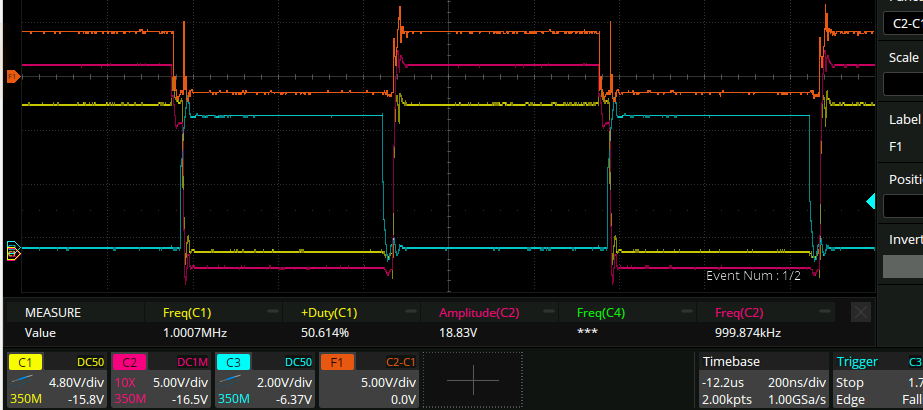 Funct
C2-C1
Scale
Label
F1
Positi
Invert
F1
Event Num : 1/2
MEASURE Freq(C1) +Duty(C1) Amplitude(C2) Freq(C4) Freq(C2)
Value 1.0007MHz 50.614% 18.83V *** 999.874kHz
C1 DC50 C2 DC1M C3 DC50 F1 C2-C1 Timebase Trigger C3
4.80V/div 10X 5.00V/div 2.00V/div 5.00V/div -12.2us 200ns/div Stop 1.7
350M -15.8V 350M -16.5V 350M -6.37V 0.0V 2.00kpts 1.00GSa/s Edge Fall